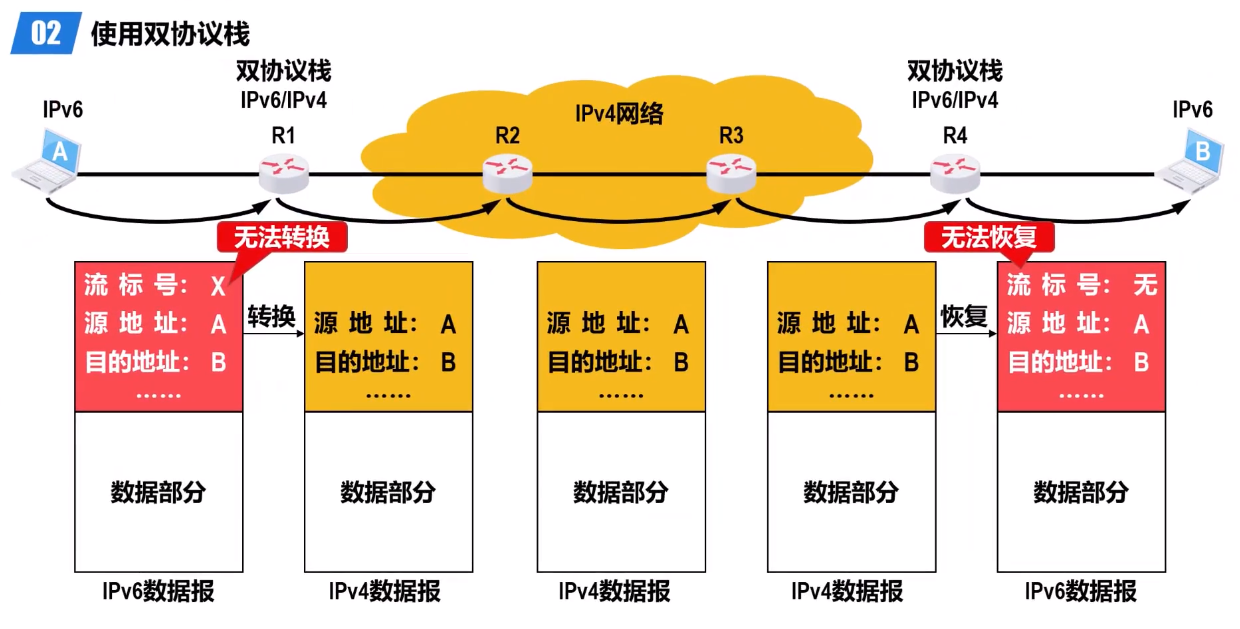 02 使用双协议栈
双协议栈
IPv6/IPv4
双协议栈
IPv6/IPv4
IPv6
IPv4网络
IPv6
R1
R2
R3
R4
A
B
无法转换
无法恢复
流标号： X
源地址： A
目的地址： B
……
转换
源地址： A
目的地址： B
……
源地址： A
目的地址： B
……
源地址： A
目的地址： B
……
恢复
流标号： 无
源地址： A
目的地址： B
……
数据部分
数据部分
数据部分
数据部分
数据部分
IPv6数据报
IPv4数据报
IPv4数据报
IPv4数据报
IPv6数据报